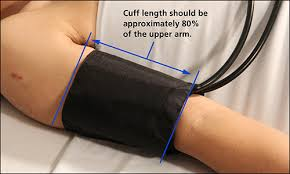 Cuff length should be
approximately 80%
of the upper arm.